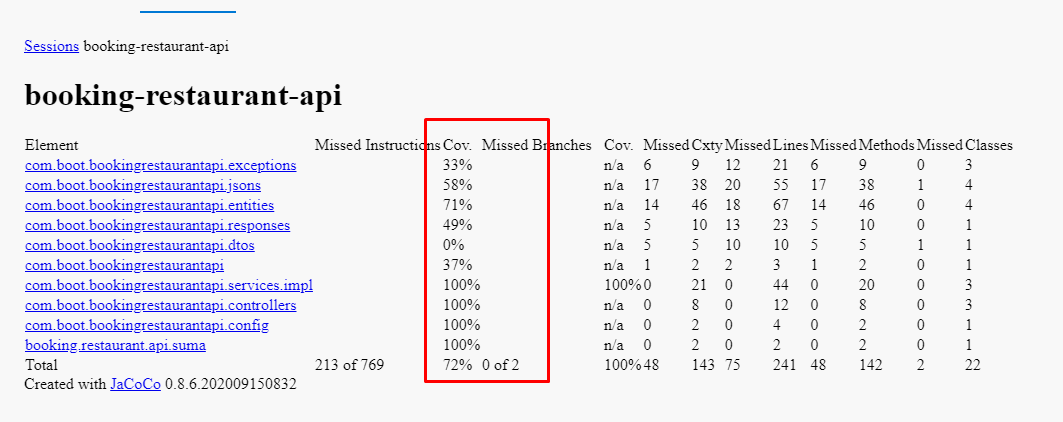 Sessions booking-restaurant-api
booking-restaurant-api
Element Missed Instructions Cov. Missed Branches Cov. Missed Cxty Missed Lines Missed Methods Missed Classes
com.boot.bookingrestaurantapi.exceptions 33% n/a 6 9 12 21 6 9 0 3
com.boot.bookingrestaurantapi.jsons 58% n/a 17 38 20 55 17 38 1 4
com.boot.bookingrestaurantapi.entities 71% n/a 14 46 18 67 14 46 0 4
com.boot.bookingrestaurantapi.responses 49% n/a 5 10 13 23 5 10 0 1
com.boot.bookingrestaurantapi.dtos 0% n/a 5 5 10 10 5 5 1 1
com.boot.bookingrestaurantapi 37% n/a 1 2 2 3 1 2 0 1
com.boot.bookingrestaurantapi.services.impl 100% 100% 0 21 0 44 0 20 0 3
com.boot.bookingrestaurantapi.controllers 100% n/a 0 8 0 12 0 8 0 3
com.boot.bookingrestaurantapi.config 100% n/a 0 2 0 4 0 2 0 1
booking.restaurant.api.suma 100% n/a 0 2 0 2 0 2 0 1
Total 213 of 769 72% 0 of 2 100% 48 143 75 241 48 142 2 22
Created with JaCoCo 0.8.6.202009150832